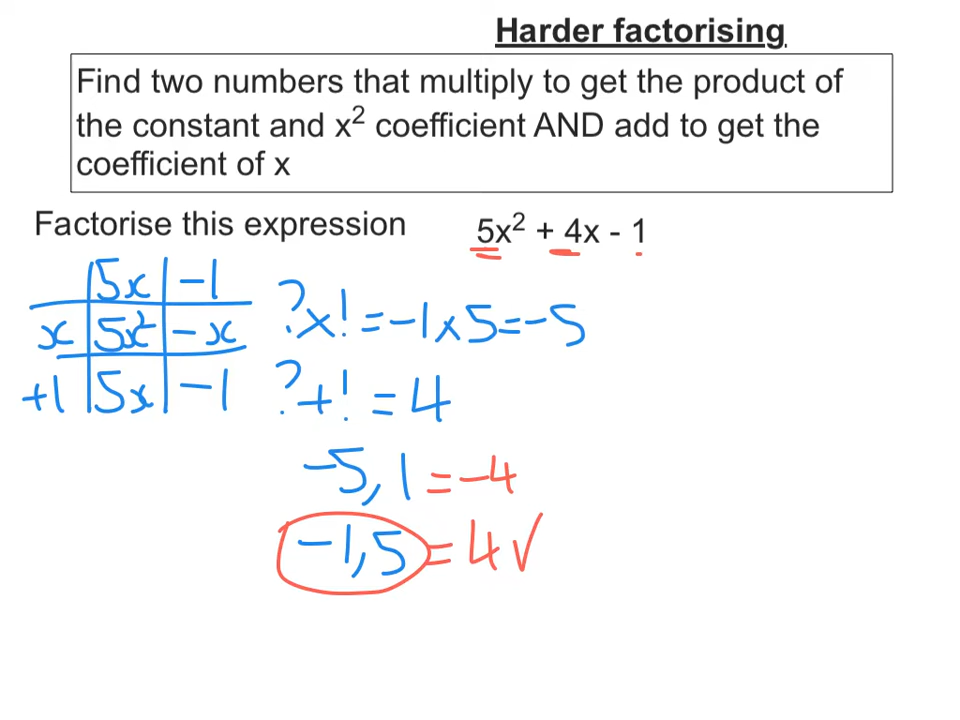 Harder factorising
Find two numbers that multiply to get the product of
the constant and x² coefficient AND add to get the
coefficient of x
Factorise this expression 5x² + 4x - 1
5x -1
x 5x² -x
+1 5x -1
?x! = -1 x 5 = -5
?+! = 4
-5, 1 = -4
-1, 5 = 4 ✓